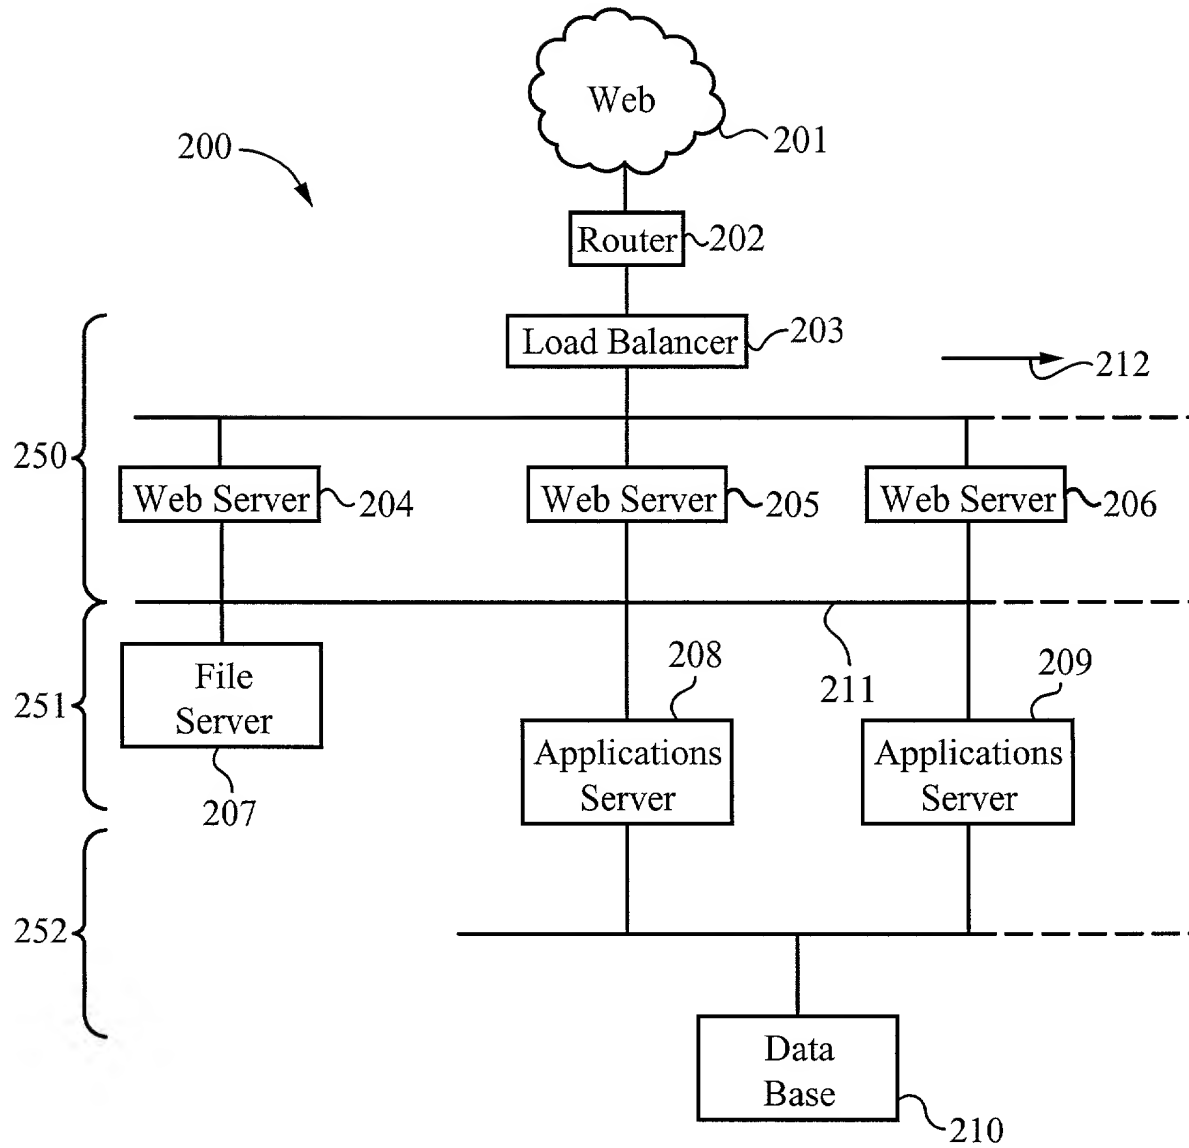 Web
201
200
Router
202
Load Balancer
203
212
250
Web Server
204
Web Server
205
Web Server
206
211
251
File
Server
207
208
Applications
Server
209
Applications
Server
252
Data
Base
210